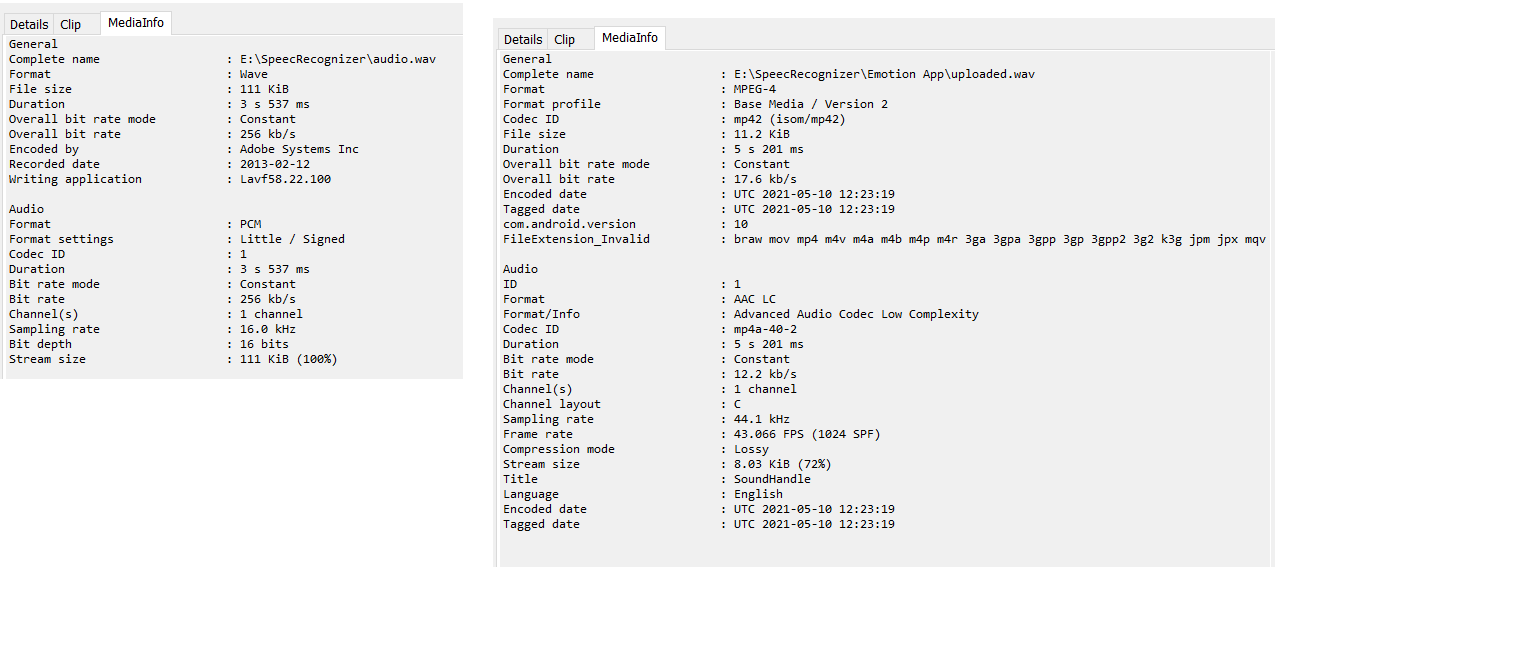 Details Clip MediaInfo
General
Complete name : E:\SpeecRecognizer\audio.wav
Format : Wave
File size : 111 KiB
Duration : 3 s 537 ms
Overall bit rate mode : Constant
Overall bit rate : 256 kb/s
Encoded by : Adobe Systems Inc
Recorded date : 2013-02-12
Writing application : Lavf58.22.100
Audio
Format : PCM
Format settings : Little / Signed
Codec ID : 1
Duration : 3 s 537 ms
Bit rate mode : Constant
Bit rate : 256 kb/s
Channel(s) : 1 channel
Sampling rate : 16.0 kHz
Bit depth : 16 bits
Stream size : 111 KiB (100%)
Details Clip MediaInfo
General
Complete name : E:\SpeecRecognizer\Emotion App\uploaded.wav
Format : MPEG-4
Format profile : Base Media / Version 2
Codec ID : mp42 (isom/mp42)
File size : 11.2 KiB
Duration : 5 s 201 ms
Overall bit rate mode : Constant
Overall bit rate : 17.6 kb/s
Encoded date : UTC 2021-05-10 12:23:19
Tagged date : UTC 2021-05-10 12:23:19
com.android.version : 10
FileExtension_Invalid : braw mov mp4 m4v m4a m4b m4p m4r 3ga 3gpa 3gpp 3gp 3gpp2 3g2 k3g jpm jpx mqv
Audio
ID : 1
Format : AAC LC
Format/Info : Advanced Audio Codec Low Complexity
Codec ID : mp4a-40-2
Duration : 5 s 201 ms
Bit rate mode : Constant
Bit rate : 12.2 kb/s
Channel(s) : 1 channel
Channel layout : C
Sampling rate : 44.1 kHz
Frame rate : 43.066 FPS (1024 SPF)
Compression mode : Lossy
Stream size : 8.03 KiB (72%)
Title : SoundHandle
Language : English
Encoded date : UTC 2021-05-10 12:23:19
Tagged date : UTC 2021-05-10 12:23:19